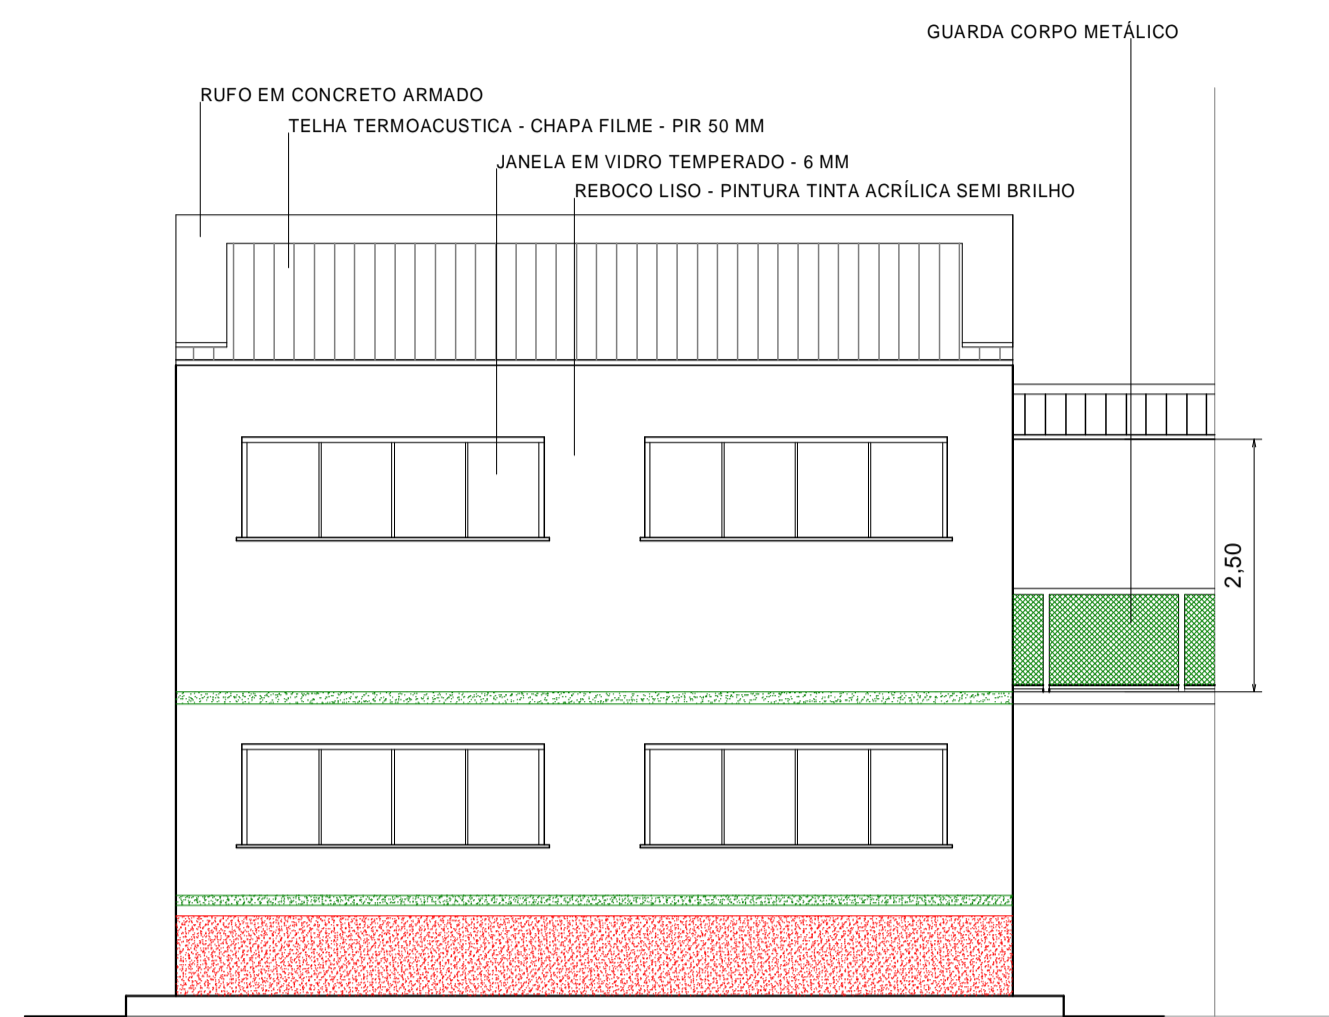 GUARDA CORPO METÁLICO
RUFO EM CONCRETO ARMADO
TELHA TERMOACUSTICA - CHAPA FILME - PIR 50 MM
JANELA EM VIDRO TEMPERADO - 6 MM
REBOCO LISO - PINTURA TINTA ACRÍLICA SEMI BRILHO
2,50